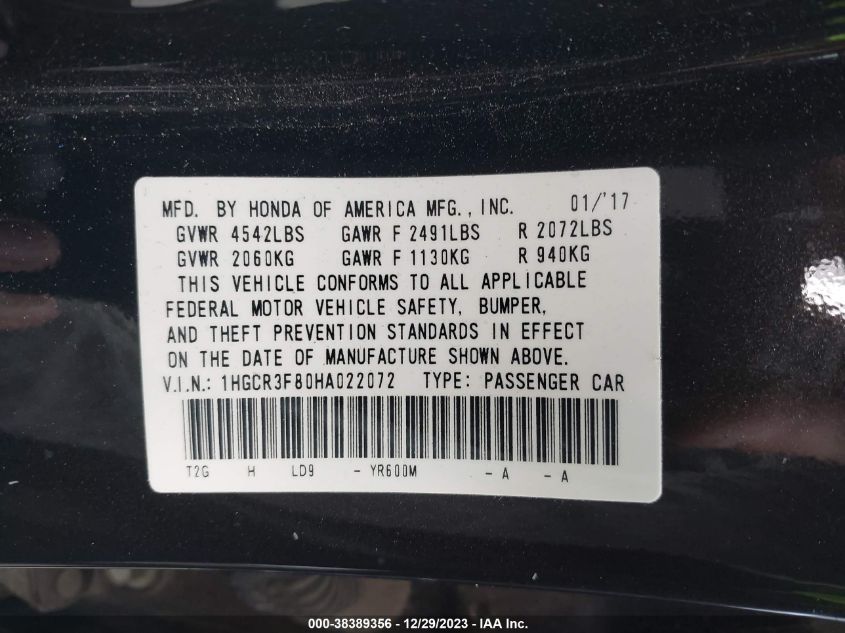 MFD. BY HONDA OF AMERICA MFG., INC. 01/'17
GVWR 4542LBS GAWR F 2491LBS R 2072LBS
GVWR 2060KG GAWR F 1130KG R 940KG
THIS VEHICLE CONFORMS TO ALL APPLICABLE
FEDERAL MOTOR VEHICLE SAFETY, BUMPER,
AND THEFT PREVENTION STANDARDS IN EFFECT
ON THE DATE OF MANUFACTURE SHOWN ABOVE.
V.I.N.: 1HGCR3F80HA022072 TYPE: PASSENGER CAR
T2G H LD9 - YR600M - A - A
000-38389356 - 12/29/2023 - IAA Inc.